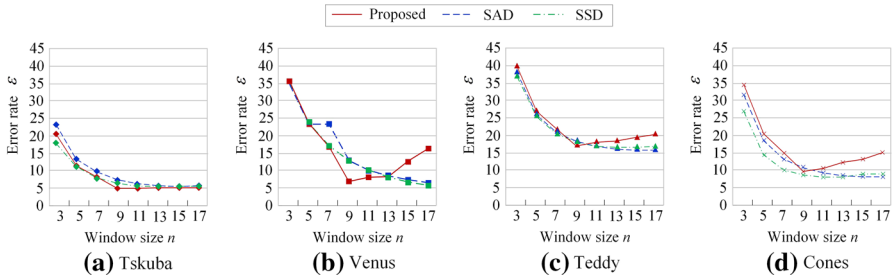 Proposed SAD SSD
Error rate ε
45
40
35
30
25
20
15
10
5
0
3 5 7 9 11 13 15 17
Window size n
(a) Tskuba
Error rate ε
45
40
35
30
25
20
15
10
5
0
3 5 7 9 11 13 15 17
Window size n
(b) Venus
Error rate ε
45
40
35
30
25
20
15
10
5
0
3 5 7 9 11 13 15 17
Window size n
(c) Teddy
Error rate ε
45
40
35
30
25
20
15
10
5
0
3 5 7 9 11 13 15 17
Window size n
(d) Cones